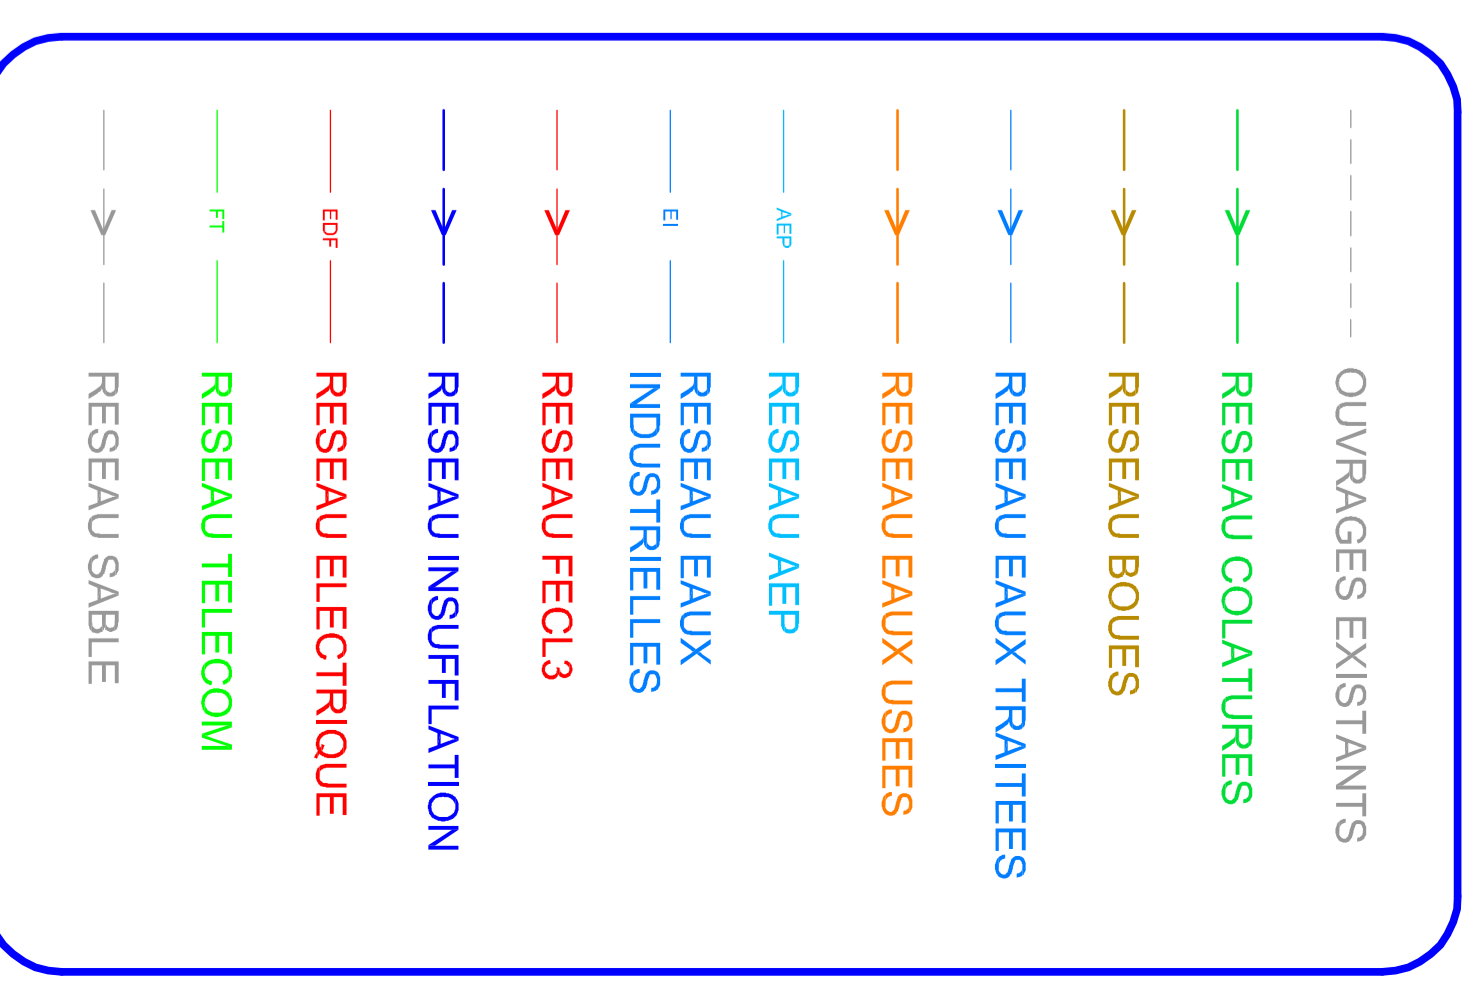 OUVRAGES EXISTANTS
RESEAU COLATURES
RESEAU BOUES
RESEAU EAUX TRAITEES
RESEAU EAUX USEES
AEP RESEAU AEP
EI RESEAU EAUX
INDUSTRIELLES
RESEAU FECL3
RESEAU INSUFFLATION
EDF RESEAU ELECTRIQUE
FT RESEAU TELECOM
RESEAU SABLE